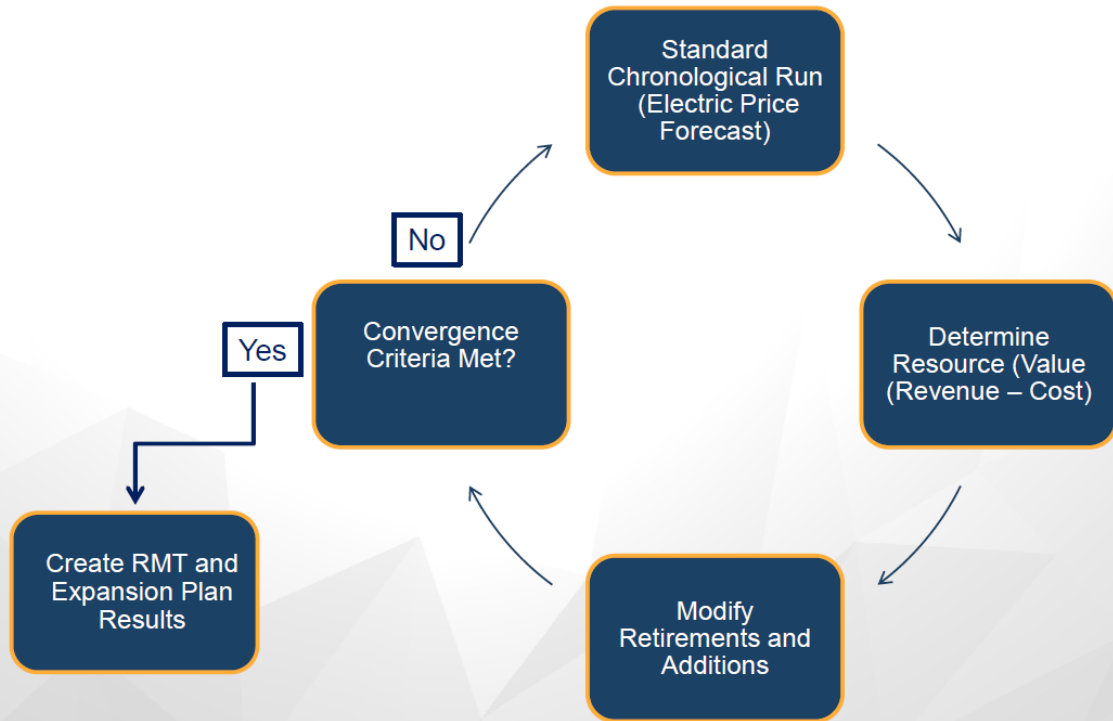 Standard
Chronological Run
(Electric Price
Forecast)
No
Convergence
Criteria Met?
Yes
Determine
Resource (Value
(Revenue – Cost)
Create RMT and
Expansion Plan
Results
Modify
Retirements and
Additions